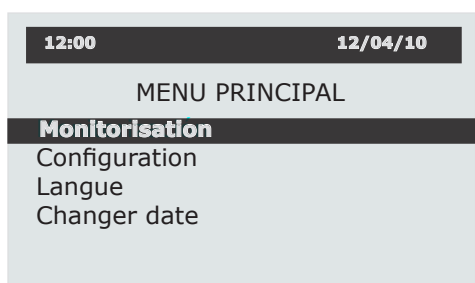 12:00 12/04/10
MENU PRINCIPAL
Monitorisation
Configuration
Langue
Changer date